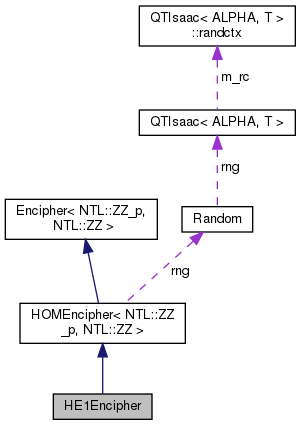 QTIsaac< ALPHA, T >
::randctx
m_rc
QTIsaac< ALPHA, T >
rng
Encipher< NTL::ZZ_p,
NTL::ZZ >
Random
rng
HOMEncipher< NTL::ZZ
_p, NTL::ZZ >
HE1Encipher